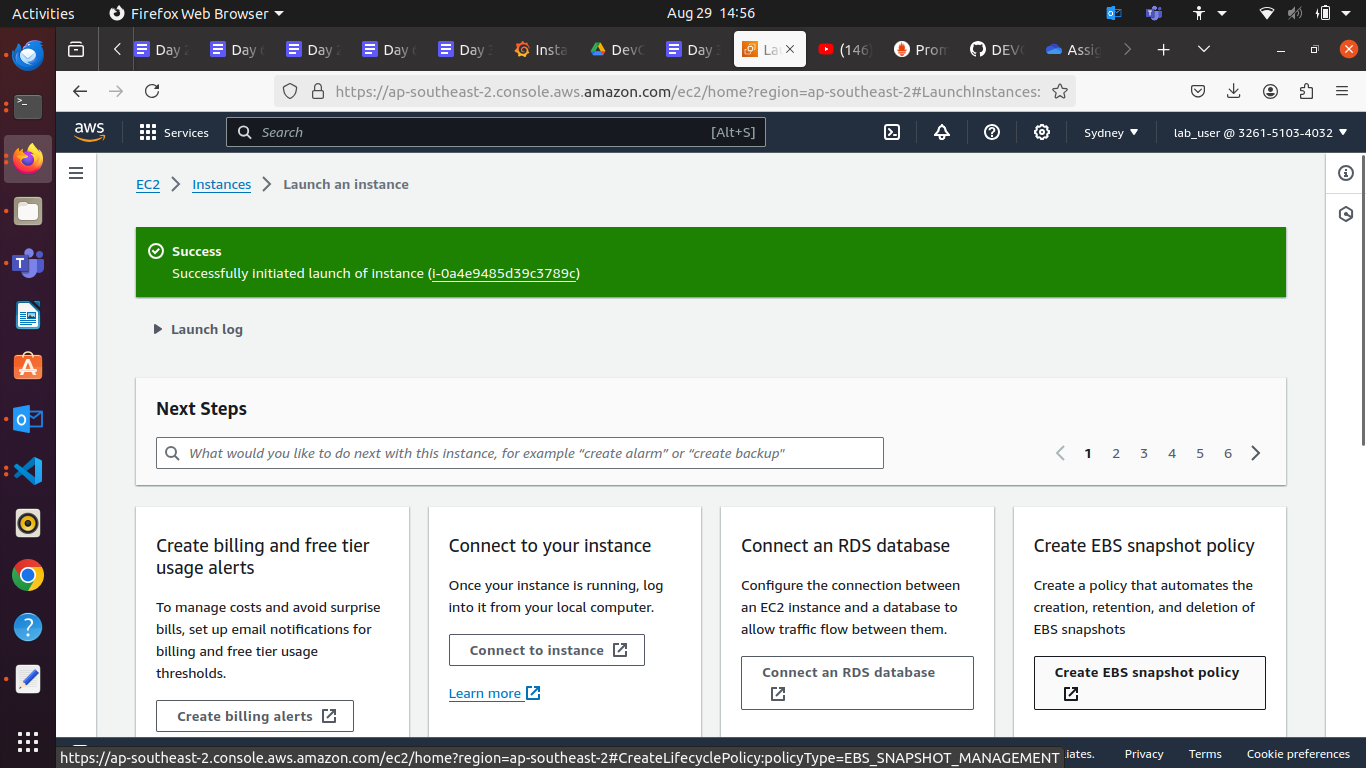 Activities
Firefox Web Browser
Aug 29 14:56
Day
Day
Day
Day
Day
Insta
DevO
Day
La
(146)
Prom
DEVO
Assig
https://ap-southeast-2.console.aws.amazon.com/ec2/home?region=ap-southeast-2#LaunchInstances:
aws
Services
Search
[Alt+S]
Sydney
lab_user @ 3261-5103-4032
EC2
Instances
Launch an instance
Success
Successfully initiated launch of instance (i-0a4e9485d39c3789c)
Launch log
Next Steps
What would you like to do next with this instance, for example “create alarm” or “create backup”
1 2 3 4 5 6
Create billing and free tier
usage alerts
To manage costs and avoid surprise
bills, set up email notifications for
billing and free tier usage
thresholds.
Create billing alerts
Connect to your instance
Once your instance is running, log
into it from your local computer.
Connect to instance
Learn more
Connect an RDS database
Configure the connection between
an EC2 instance and a database to
allow traffic flow between them.
Connect an RDS database
Create EBS snapshot policy
Create a policy that automates the
creation, retention, and deletion of
EBS snapshots
Create EBS snapshot policy
https://ap-southeast-2.console.aws.amazon.com/ec2/home?region=ap-southeast-2#CreateLifecyclePolicy:policyType=EBS_SNAPSHOT_MANAGEMENT
iates.
Privacy
Terms
Cookie preferences